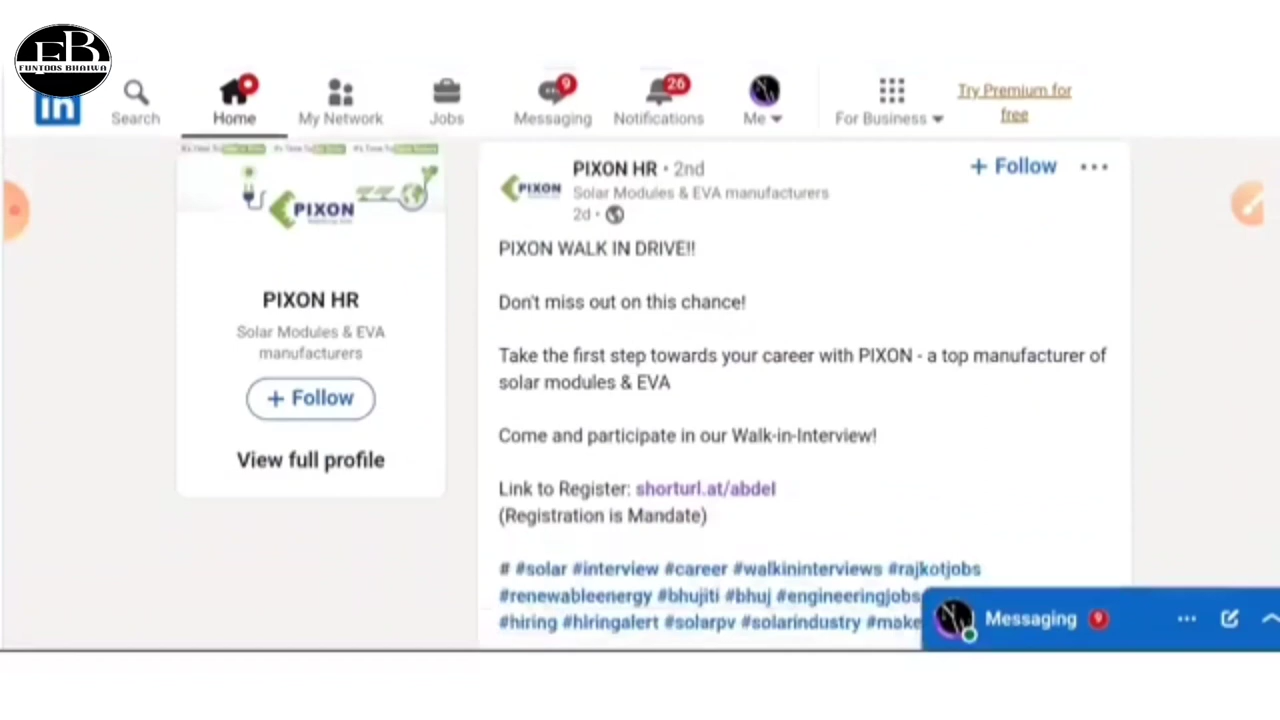 FB
FUNTOOS BHAIWA
in
Search
Home
My Network
Jobs
9
Messaging
26
Notifications
Me
For Business
Try Premium for
free
PIXON
PIXON HR
Solar Modules & EVA
manufacturers
+ Follow
View full profile
PIXON
PIXON HR • 2nd
+ Follow
Solar Modules & EVA manufacturers
2d •
PIXON WALK IN DRIVE!!
Don't miss out on this chance!
Take the first step towards your career with PIXON - a top manufacturer of
solar modules & EVA
Come and participate in our Walk-in-Interview!
Link to Register: shorturl.at/abdel
(Registration is Mandate)
# #solar #interview #career #walkininterviews #rajkotjobs
#renewableenergy #bhujiti #bhuj #engineeringjobs
#hiring #hiringalert #solarpv #solarindustry #make
Messaging 9